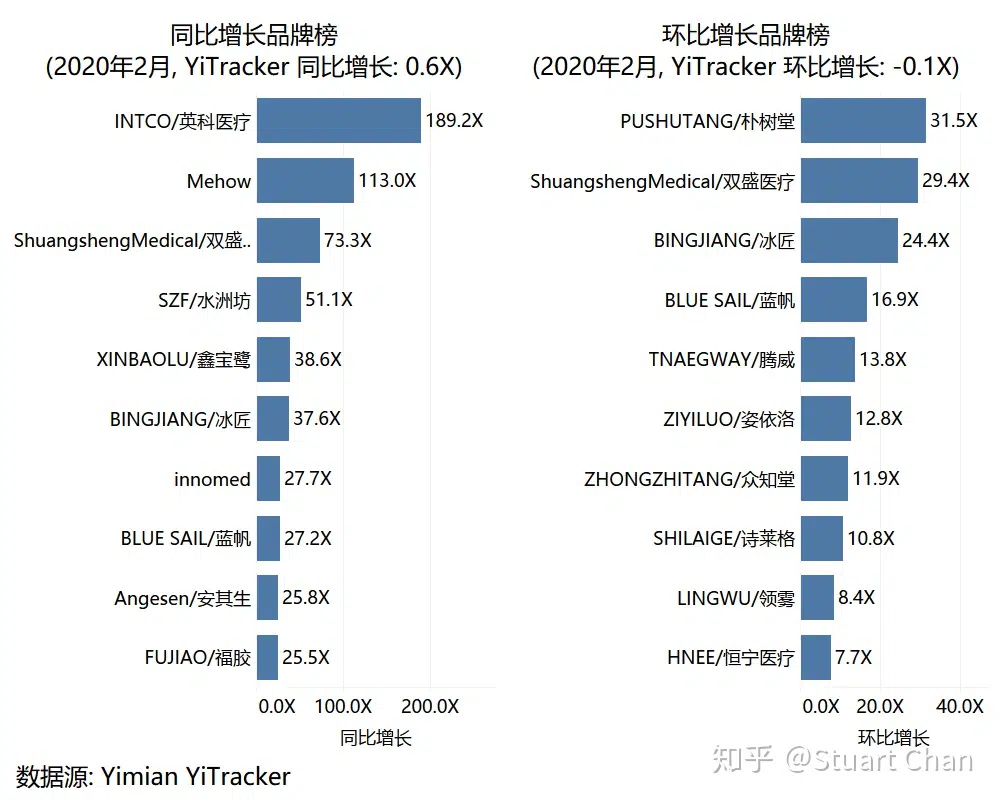 同比增长品牌榜
(2020年2月, YiTracker 同比增长: 0.6X)
INTCO/英科医疗 189.2X
Mehow 113.0X
ShuangshengMedical/双盛.. 73.3X
SZF/水洲坊 51.1X
XINBAOLU/鑫宝鹭 38.6X
BINGJIANG/冰匠 37.6X
innomed 27.7X
BLUE SAIL/蓝帆 27.2X
Angesen/安其生 25.8X
FUJIAO/福胶 25.5X
0.0X 100.0X 200.0X
同比增长
环比增长品牌榜
(2020年2月, YiTracker 环比增长: -0.1X)
PUSHUTANG/朴树堂 31.5X
ShuangshengMedical/双盛医疗 29.4X
BINGJIANG/冰匠 24.4X
BLUE SAIL/蓝帆 16.9X
TNAEGWAY/腾威 13.8X
ZIYILUO/姿依洛 12.8X
ZHONGZHITANG/众知堂 11.9X
SHILAIGE/诗莱格 10.8X
LINGWU/领雾 8.4X
HNEE/恒宁医疗 7.7X
0.0X 20.0X 40.0X
环比增长
数据源: Yimian YiTracker
知乎 @Stuart Chan